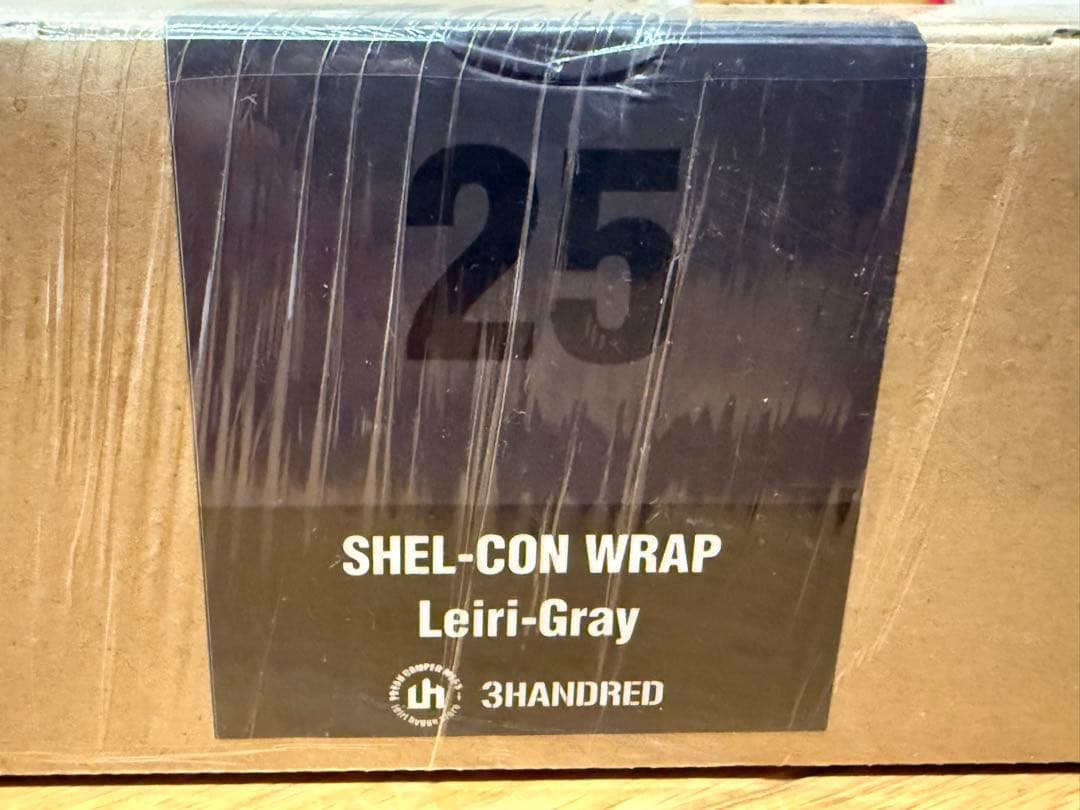 25
SHEL-CON WRAP
Leiri-Gray
3HANDRED